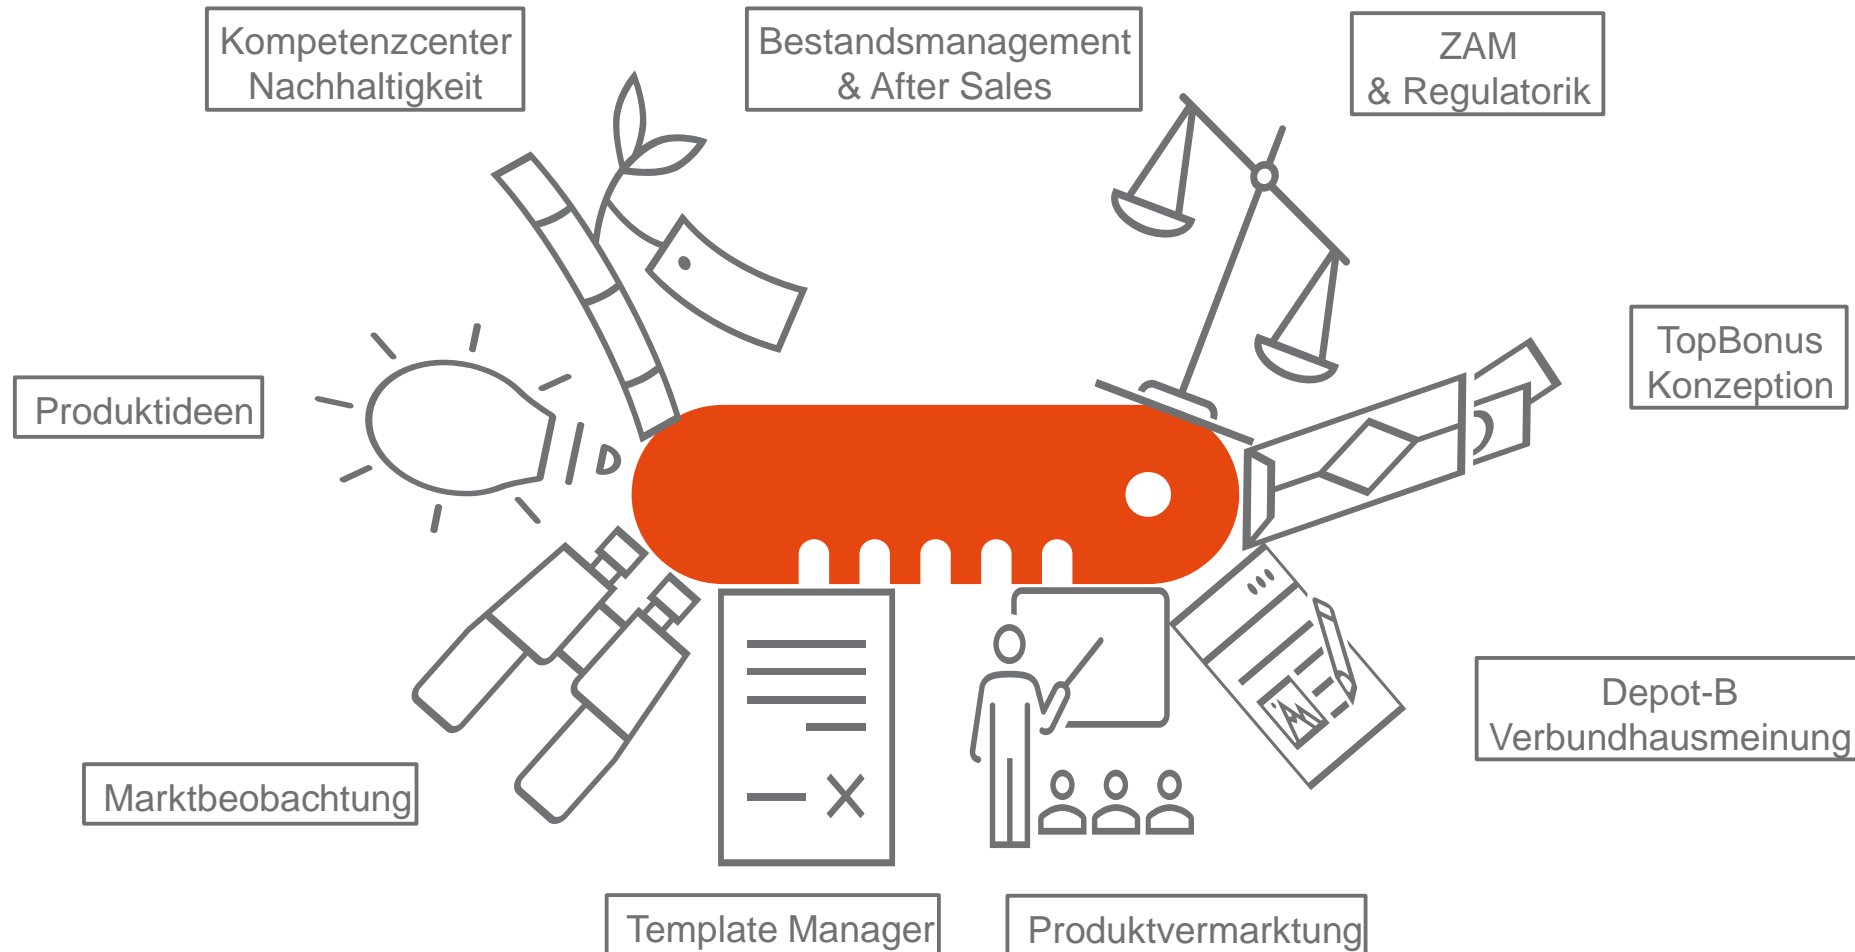 Kompetenzcenter
Nachhaltigkeit
Bestandsmanagement
& After Sales
ZAM
& Regulatorik
TopBonus
Konzeption
Produktideen
Depot-B
Verbundhausmeinung
Marktbeobachtung
Template Manager
Produktvermarktung